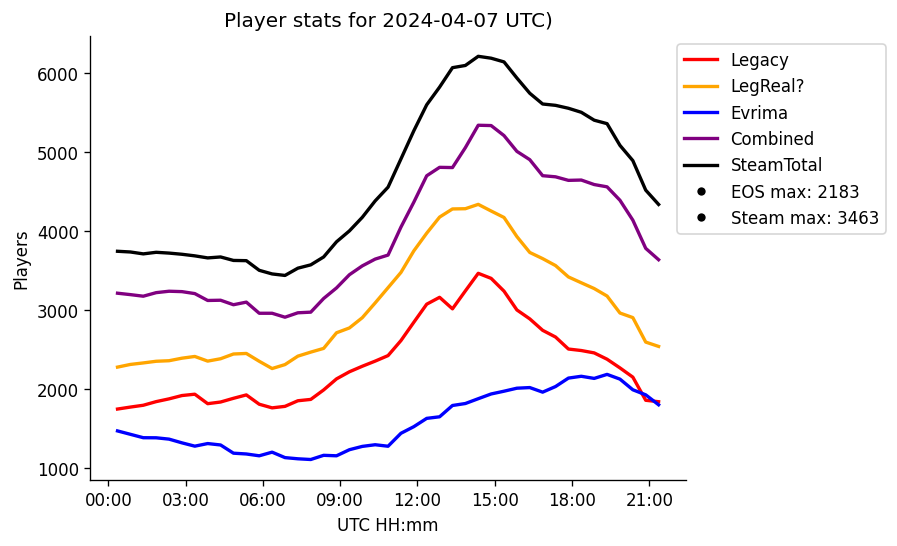 Player stats for 2024-04-07 UTC)
Legacy
LegReal?
Evrima
Combined
SteamTotal
EOS max: 2183
Steam max: 3463
Players
6000
5000
4000
3000
2000
1000
00:00 03:00 06:00 09:00 12:00 15:00 18:00 21:00
UTC HH:mm